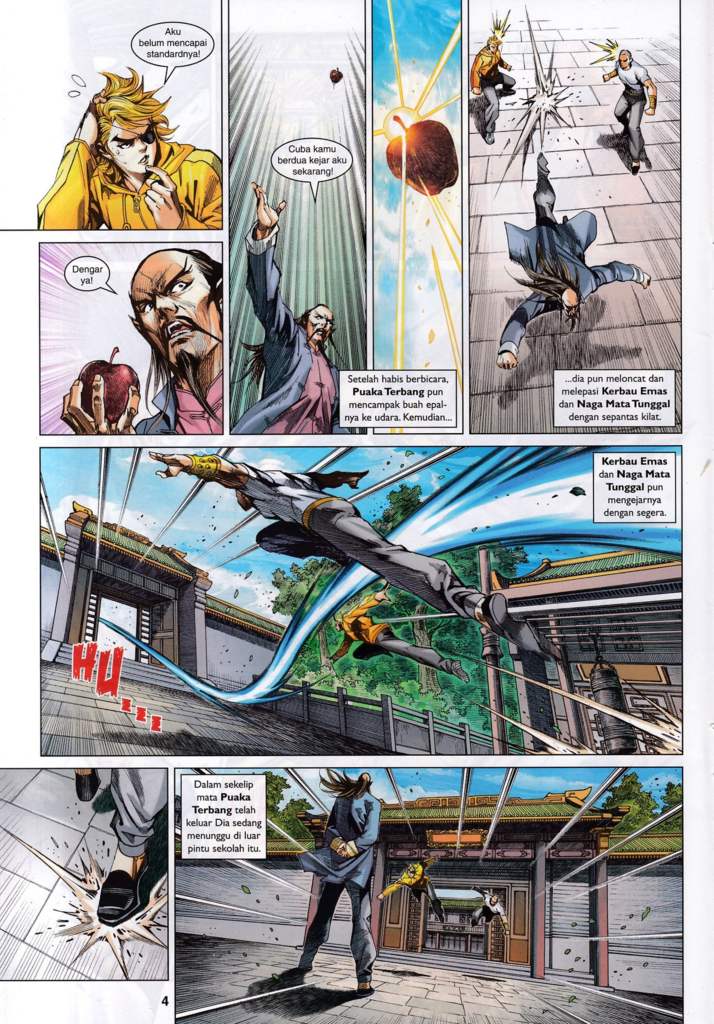 Aku
belum mencapai
standardnya!
Dengar
ya!
Cuba kamu
berdua kejar aku
sekarang!
Setelah habis berbicara,
Puaka Terbang pun
mencampak buah epal-
nya ke udara. Kemudian...
...dia pun meloncat dan
melepasi Kerbau Emas
dan Naga Mata Tunggal
dengan sepantas kilat.
Kerbau Emas
dan Naga Mata
Tunggal pun
mengejarnya
dengan segera.
HUZZZ
Dalam sekelip
mata Puaka
Terbang telah
keluar Dia sedang
menunggu di luar
pintu sekolah itu.
4